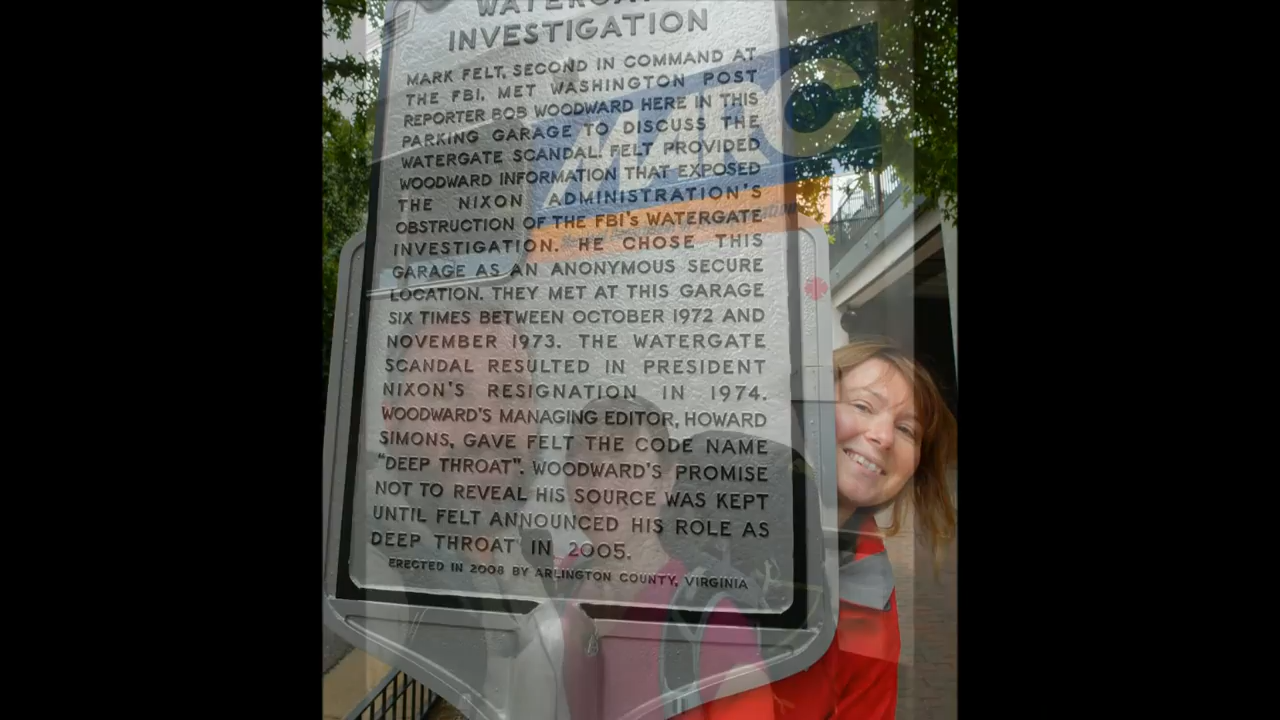 WATERGATE
INVESTIGATION
MARK FELT, SECOND IN COMMAND AT
THE FBI, MET WASHINGTON POST
REPORTER BOB WOODWARD HERE IN THIS
PARKING GARAGE TO DISCUSS THE
WATERGATE SCANDAL. FELT PROVIDED
WOODWARD INFORMATION THAT EXPOSED
THE NIXON ADMINISTRATION'S
OBSTRUCTION OF THE FBI'S WATERGATE
INVESTIGATION. HE CHOSE THIS
GARAGE AS AN ANONYMOUS SECURE
LOCATION. THEY MET AT THIS GARAGE
SIX TIMES BETWEEN OCTOBER 1972 AND
NOVEMBER 1973. THE WATERGATE
SCANDAL RESULTED IN PRESIDENT
NIXON'S RESIGNATION IN 1974.
WOODWARD'S MANAGING EDITOR, HOWARD
SIMONS, GAVE FELT THE CODE NAME
"DEEP THROAT". WOODWARD'S PROMISE
NOT TO REVEAL HIS SOURCE WAS KEPT
UNTIL FELT ANNOUNCED HIS ROLE AS
DEEP THROAT IN 2005.
ERECTED IN 2008 BY ARLINGTON COUNTY, VIRGINIA
MARC